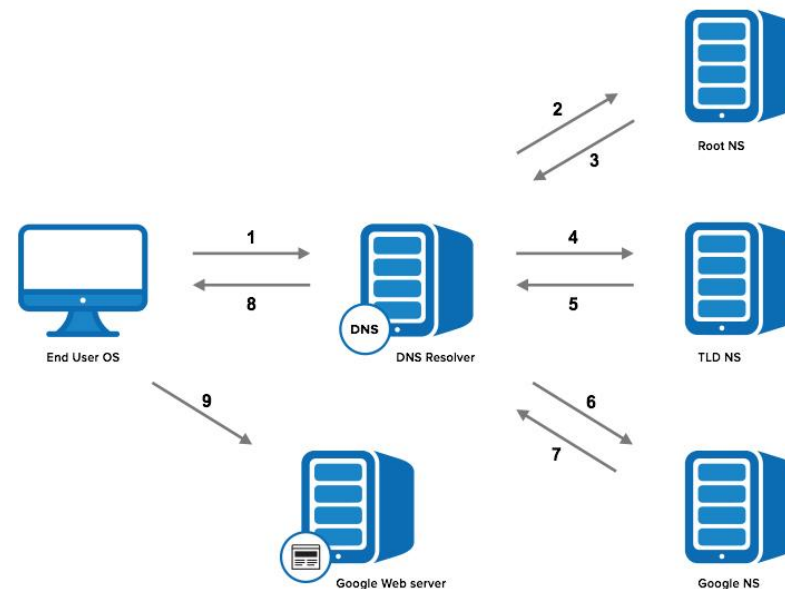 2
Root NS
3
1
4
8
5
DNS
End User OS
DNS Resolver
TLD NS
9
6
7
Google Web server
Google NS